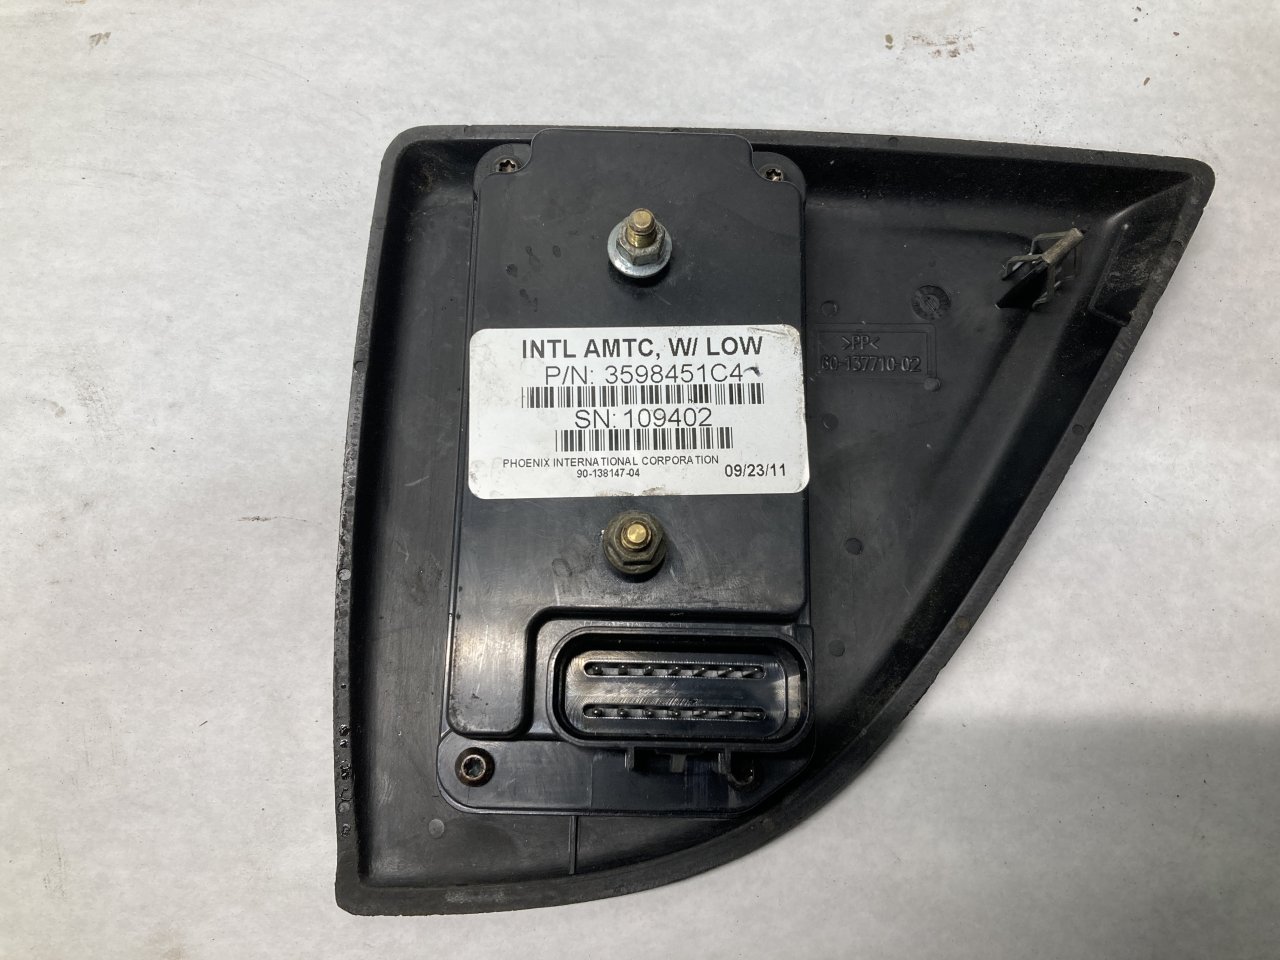 INTL AMTC, W/ LOW
P/N: 3598451C4
SN: 109402
PHOENIX INTERNATIONAL CORPORATION
90-138147-04
09/23/11
>PP<
60-137710-02